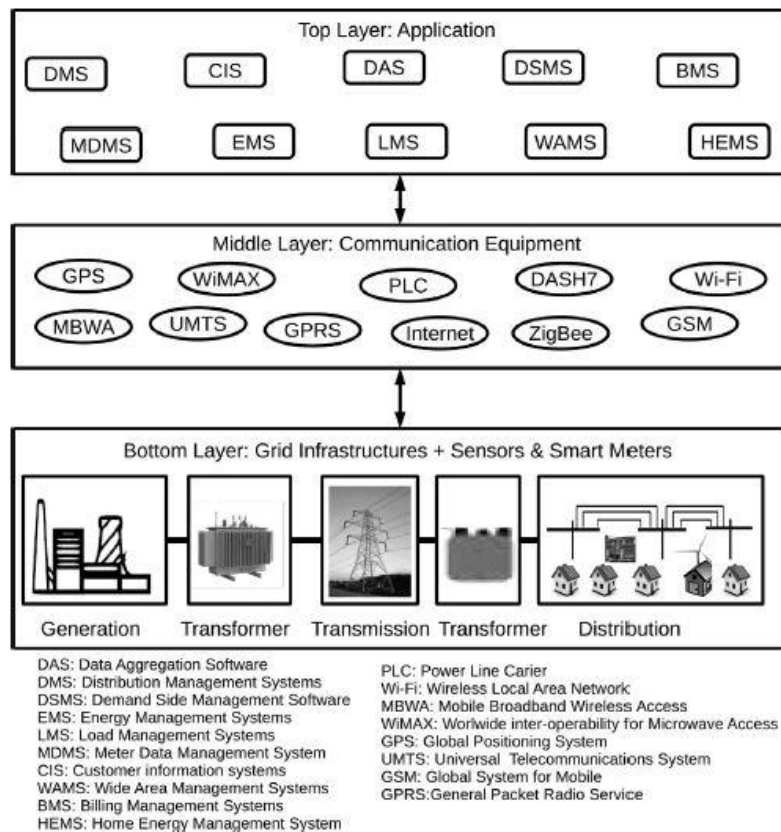 Top Layer: Application
DMS CIS DAS DSMS BMS
MDMS EMS LMS WAMS HEMS
Middle Layer: Communication Equipment
GPS WiMAX PLC DASH7 Wi-Fi
MBWA UMTS GPRS Internet ZigBee GSM
Bottom Layer: Grid Infrastructures + Sensors & Smart Meters
Generation Transformer Transmission Transformer Distribution
DAS: Data Aggregation Software
DMS: Distribution Management Systems
DSMS: Demand Side Management Software
EMS: Energy Management Systems
LMS: Load Management Systems
MDMS: Meter Data Management System
CIS: Customer information systems
WAMS: Wide Area Management Systems
BMS: Billing Management Systems
HEMS: Home Energy Management System
PLC: Power Line Carier
Wi-Fi: Wireless Local Area Network
MBWA: Mobile Broadband Wireless Access
WiMAX: Worlwide inter-operability for Microwave Access
GPS: Global Positioning System
UMTS: Universal Telecommunications System
GSM: Global System for Mobile
GPRS:General Packet Radio Service